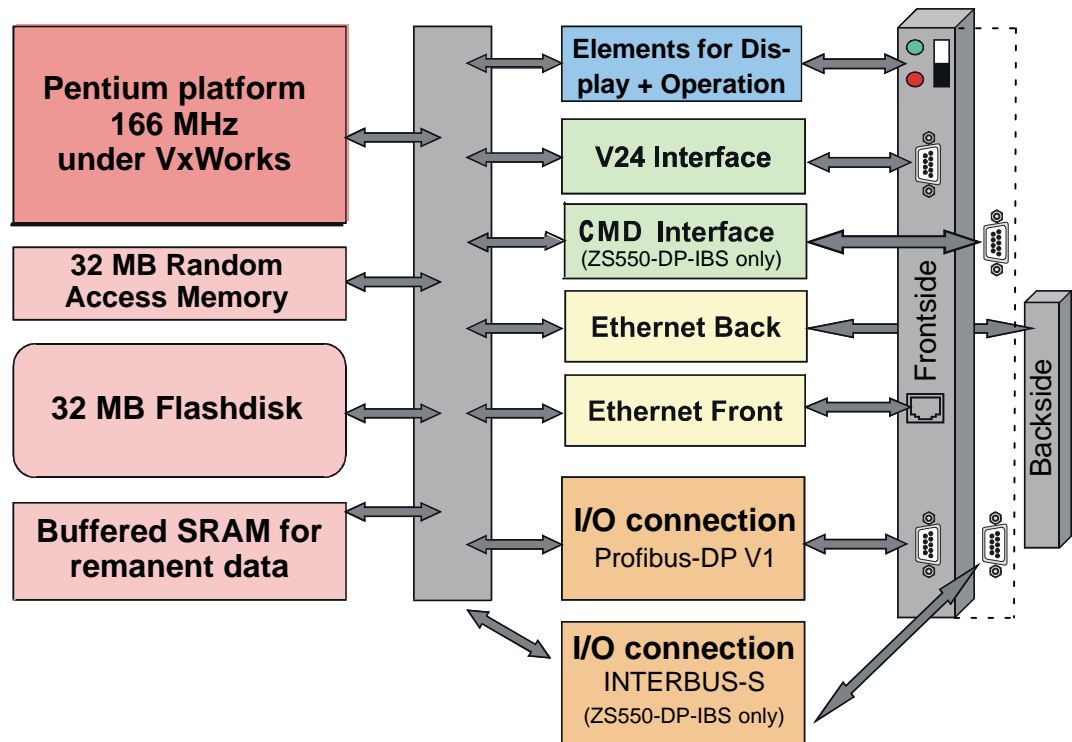 Pentium platform
166 MHz
under VxWorks
32 MB Random
Access Memory
32 MB Flashdisk
Buffered SRAM for
remanent data
Elements for Dis-
play + Operation
V24 Interface
CMD Interface
(ZS550-DP-IBS only)
Ethernet Back
Ethernet Front
I/O connection
Profibus-DP V1
I/O connection
INTERBUS-S
(ZS550-DP-IBS only)
Frontside
Backside